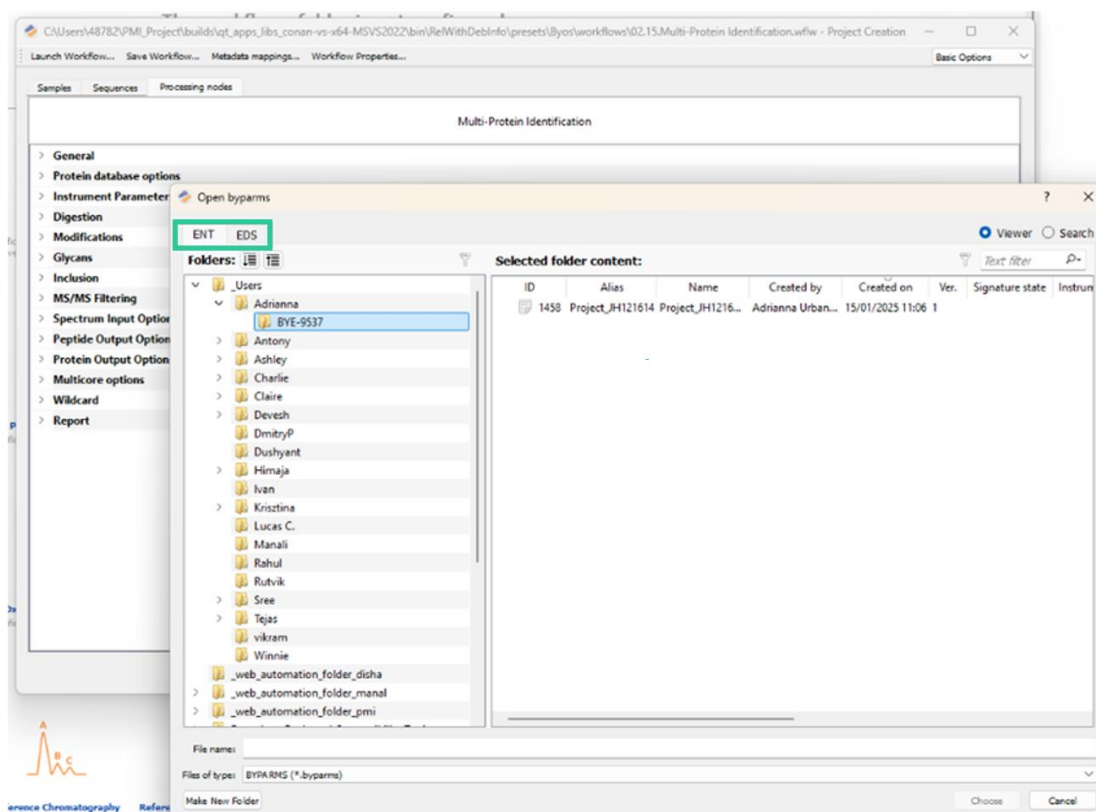 C:\Users\48782\PMI_Project\builds\qt_apps_libs_conan-vs-x64-MSVS2022\bin\RelWithDebInfo\presets\Byos\workflows\02.15.Multi-Protein Identification.wflw - Project Creation
Launch Workflow... Save Workflow... Metadata mappings... Workflow Properties... Basic Options
Samples Sequences Processing nodes
Multi-Protein Identification
General
Protein database options
Instrument Parameter
Digestion
Modifications
Glycans
Inclusion
MS/MS Filtering
Spectrum Input Option
Peptide Output Option
Protein Output Option
Multicore options
Wildcard
Report
Open byparms ?
ENT EDS Viewer Search
Folders: Selected folder content: Text filter
_Users
Adrianna
BYE-9537
Antony
Ashley
Charlie
Claire
Devesh
DmitryP
Dushyant
Himaja
Ivan
Krisztina
Lucas C.
Manali
Rahul
Rutvik
Sree
Tejas
vikram
Winnie
_web_automation_folder_disha
_web_automation_folder_manal
_web_automation_folder_pmi
ID Alias Name Created by Created on Ver. Signature state Instrum
1458 Project_JH121614 Project_JH1216... Adrianna Urban... 15/01/2025 11:06 1
File name:
Files of type: BYPARMS (*.byparms)
Make New Folder Choose Cancel
A
B C
erence Chromatography Refere